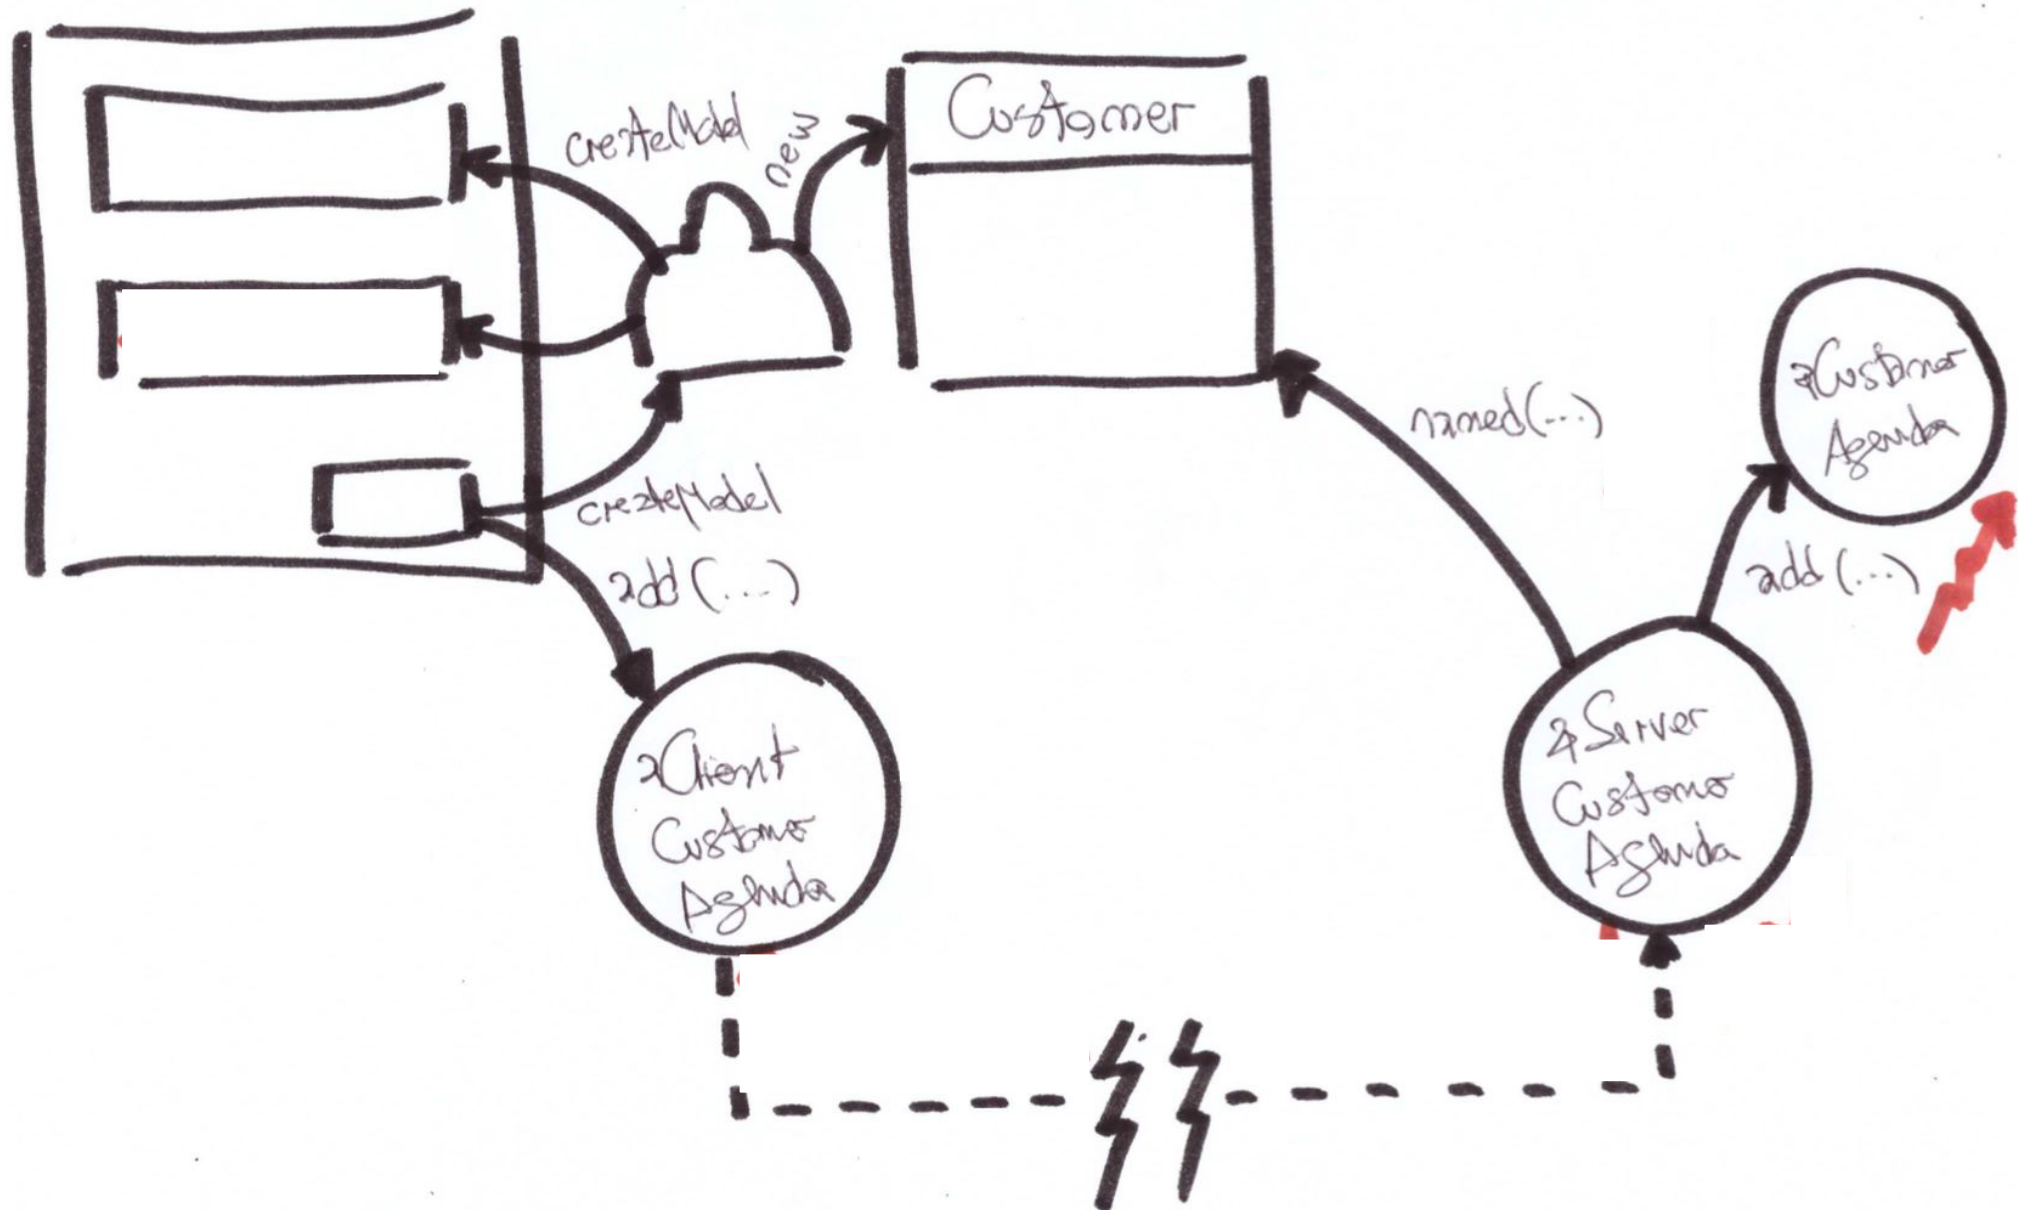 createModel
new
Customer
named(...)
aCustomer
Agenda
createModel
add (...)
add (...)
aClient
Customer
Agenda
aServer
Customer
Agenda